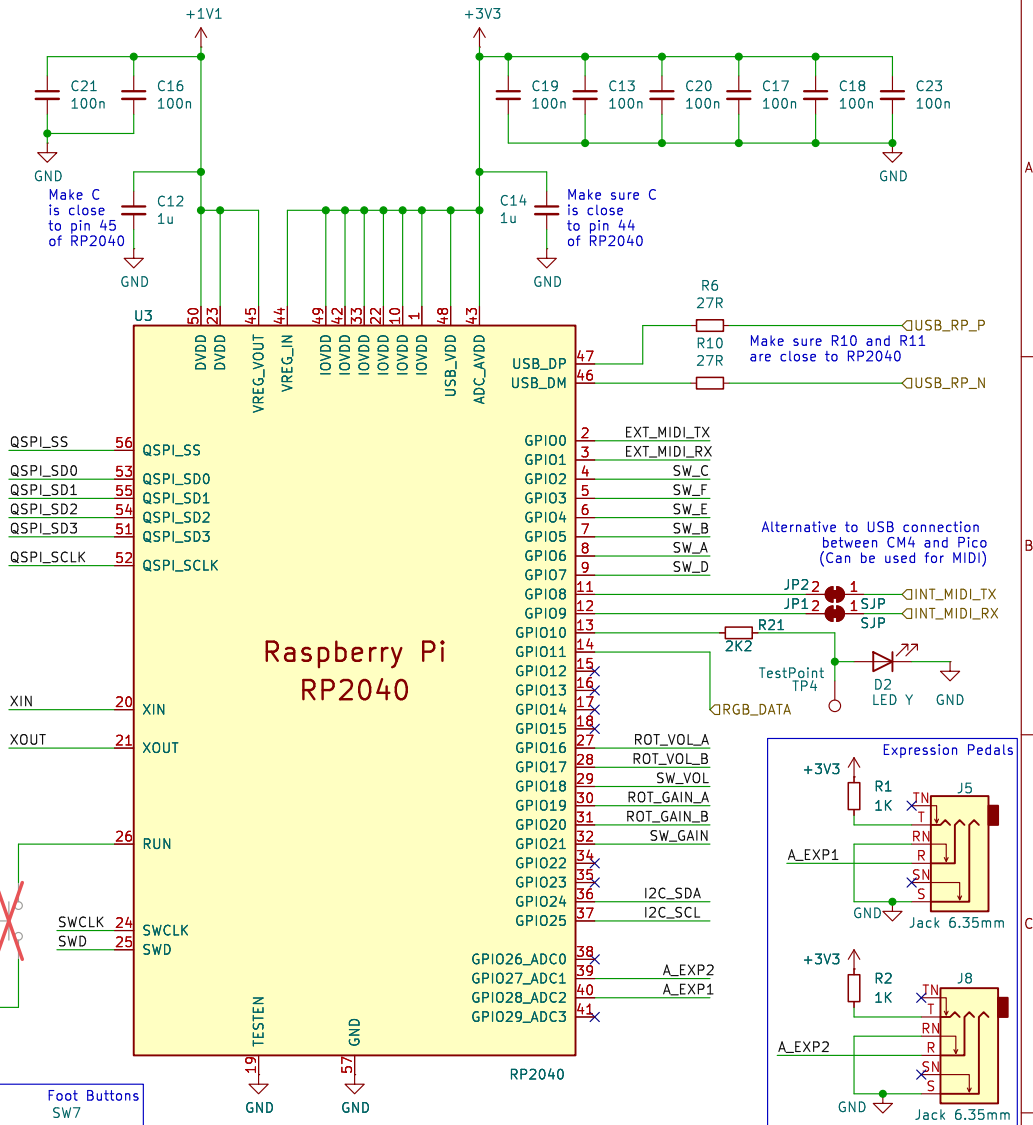 +1V1
+3V3
C21
100n
C16
100n
C19
100n
C13
100n
C20
100n
C17
100n
C18
100n
C23
100n
GND
GND
A
Make C
is close
to pin 45
of RP2040
C12
1u
C14
1u
Make sure C
is close
to pin 44
of RP2040
GND
GND
U3
50
23
45
44
49
42
33
22
10
1
48
43
DVDD
DVDD
VREG_VOUT
VREG_IN
IOVDD
IOVDD
IOVDD
IOVDD
IOVDD
IOVDD
USB_VDD
ADC_AVDD
R6
27R
USB_RP_P
R10
27R
Make sure R10 and R11
are close to RP2040
USB_DP 47
USB_DM 46
USB_RP_N
QSPI_SS 56 QSPI_SS
QSPI_SD0 53 QSPI_SD0
QSPI_SD1 55 QSPI_SD1
QSPI_SD2 54 QSPI_SD2
QSPI_SD3 51 QSPI_SD3
QSPI_SCLK 52 QSPI_SCLK
GPIO0 2 EXT_MIDI_TX
GPIO1 3 EXT_MIDI_RX
GPIO2 4 SW_C
GPIO3 5 SW_F
GPIO4 6 SW_E
GPIO5 7 SW_B
GPIO6 8 SW_A
GPIO7 9 SW_D
Alternative to USB connection
between CM4 and Pico
(Can be used for MIDI)
B
GPIO8 11 JP2 2 1 SJP INT_MIDI_TX
GPIO9 12 JP1 2 1 SJP INT_MIDI_RX
GPIO10 13 R21
2K2
GPIO11 14
GPIO12 15
GPIO13 16
GPIO14 17
GPIO15 18
TestPoint
TP4
D2
LED Y
GND
RGB_DATA
Raspberry Pi
RP2040
XIN 20 XIN
XOUT 21 XOUT
GPIO16 27 ROT_VOL_A
GPIO17 28 ROT_VOL_B
GPIO18 29 SW_VOL
GPIO19 30 ROT_GAIN_A
GPIO20 31 ROT_GAIN_B
GPIO21 32 SW_GAIN
GPIO22 34
GPIO23 35
GPIO24 36 I2C_SDA
GPIO25 37 I2C_SCL
26 RUN
SWCLK 24 SWCLK
SWD 25 SWD
GPIO26_ADC0 38
GPIO27_ADC1 39 A_EXP2
GPIO28_ADC2 40 A_EXP1
GPIO29_ADC3 41
TESTEN
19
GND
GND
57
GND
RP2040
Expression Pedals
+3V3
R1
1K
J5
TN
T
RN
R
SN
S
A_EXP1
GND
Jack 6.35mm
C
+3V3
R2
1K
J8
TN
T
RN
R
SN
S
A_EXP2
GND
Jack 6.35mm
Foot Buttons
SW7